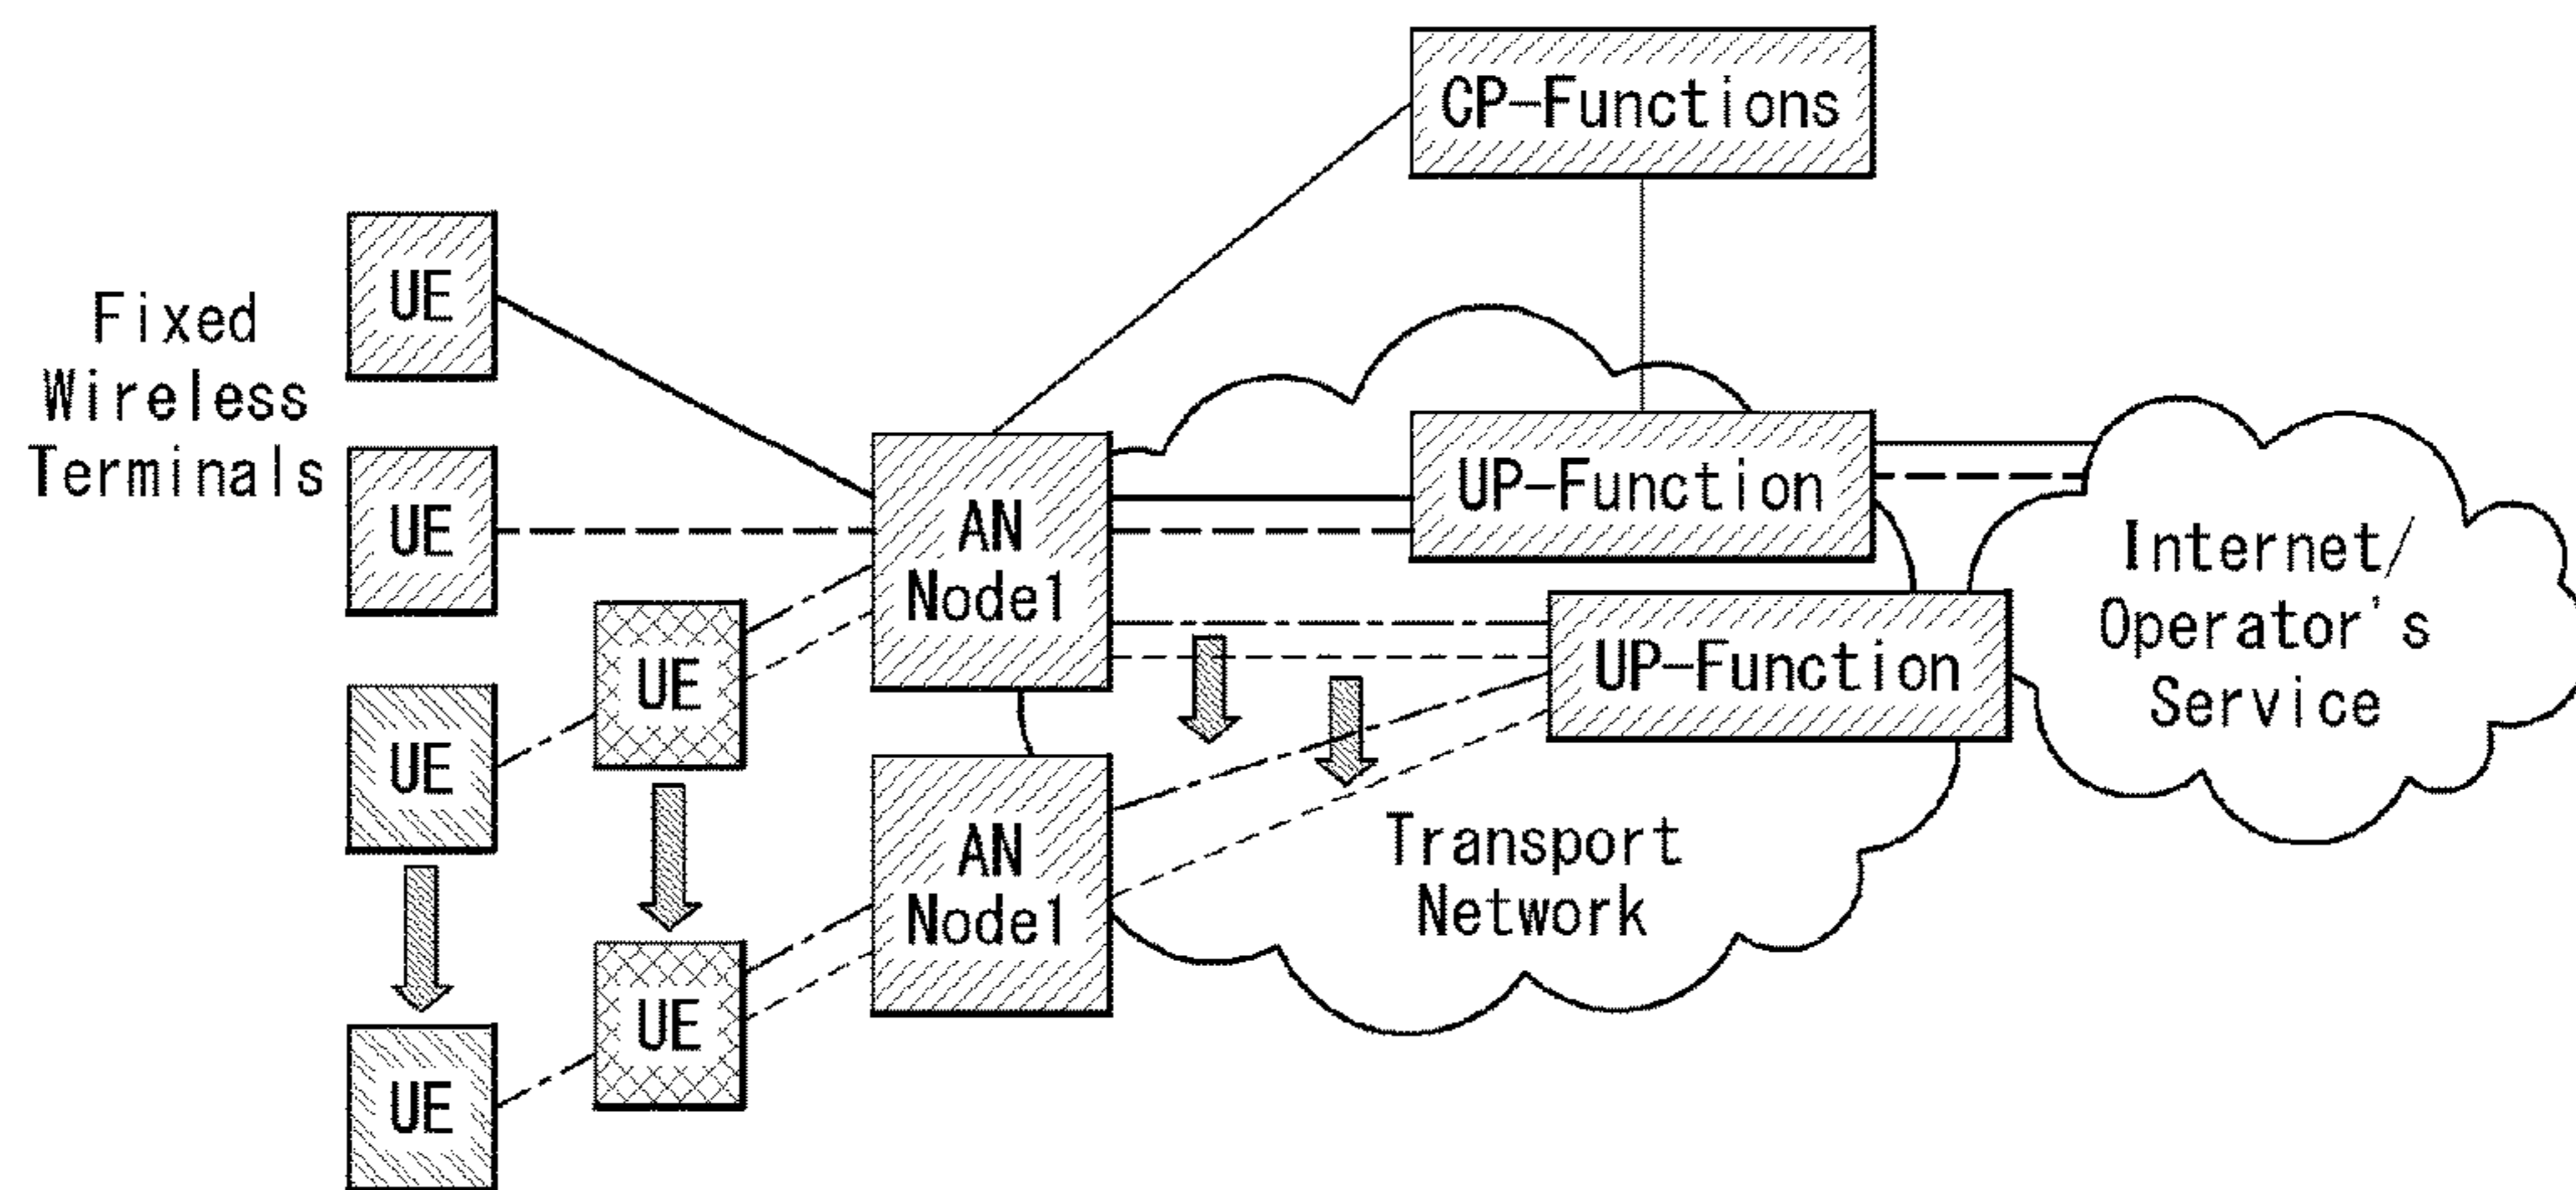 CP-Functions
UE
Fixed
Wireless
Terminals
UE
AN
Node1
UP-Function
Internet/
Operator's
Service
UE
UP-Function
UE
AN
Node1
Transport
Network
UE
UE